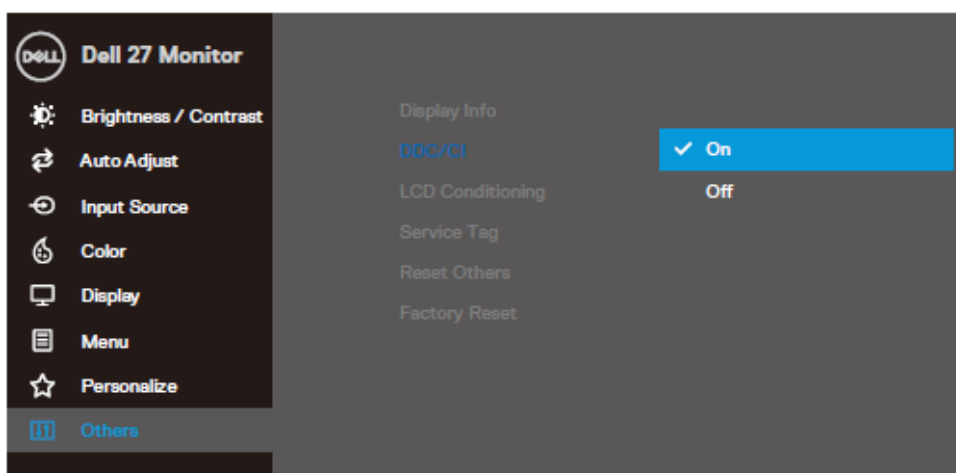 DELL
Dell 27 Monitor
Brightness / Contrast
Auto Adjust
Input Source
Color
Display
Menu
Personalize
Others
Display Info
DDC/CI
LCD Conditioning
Service Tag
Reset Others
Factory Reset
On
Off